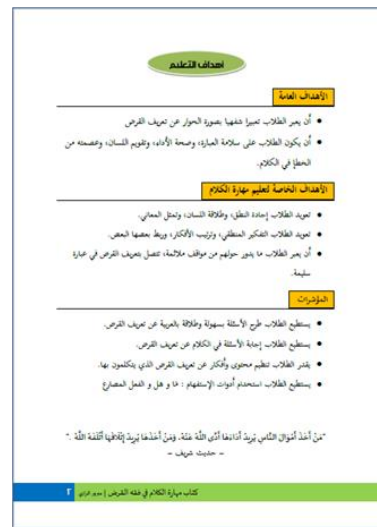 أهداف التعليم
الأهداف العامة
أن يعبر الطلاب تعبيرا شفهيا بصورة الحوار عن تعريف القرض
أن يكون الطلاب على سلامة العبارة، وصحة الأداء، وتقويم اللسان، وعصمته من
الخطإ في الكلام.
الأهداف الخاصة لتعليم مهارة الكلام
تعويد الطلاب إجادة النطق، وطلاقة اللسان، وتمثل المعاني.
تعويد الطلاب التفكير المنطقي، وترتيب الأفكار، وربط بعضها البعض.
أن يعبر الطلاب ما يدور حولهم من مواقف ملائمة، تتصل بتعريف القرض في عبارة
سليمة.
المؤشرات
يستطيع الطلاب طرح الأسئلة بسهولة وطلاقة بالعربية عن تعريف القرض.
يستطيع الطلاب إجابة الأسئلة في الكلام عن تعريف القرض.
يقدر الطلاب تنظيم محتوى وأفكار عن تعريف القرض الذي يتكلمون بها.
يستطيع الطلاب استخدام أدوات الإستفهام : مَا و هل و الفعل المضارع
"مَنْ أَخَذَ أَمْوَالَ النَّاسِ يُرِيدُ أَدَاءَهَا أَدَّى اللَّهُ عَنْهُ، وَمَنْ أَخَذَهَا يُرِيدُ إِتْلَافَهَا أَتْلَفَهُ اللَّهُ ."
– حديث شريف –
كتاب مهارة الكلام في فقه القرض | ٢